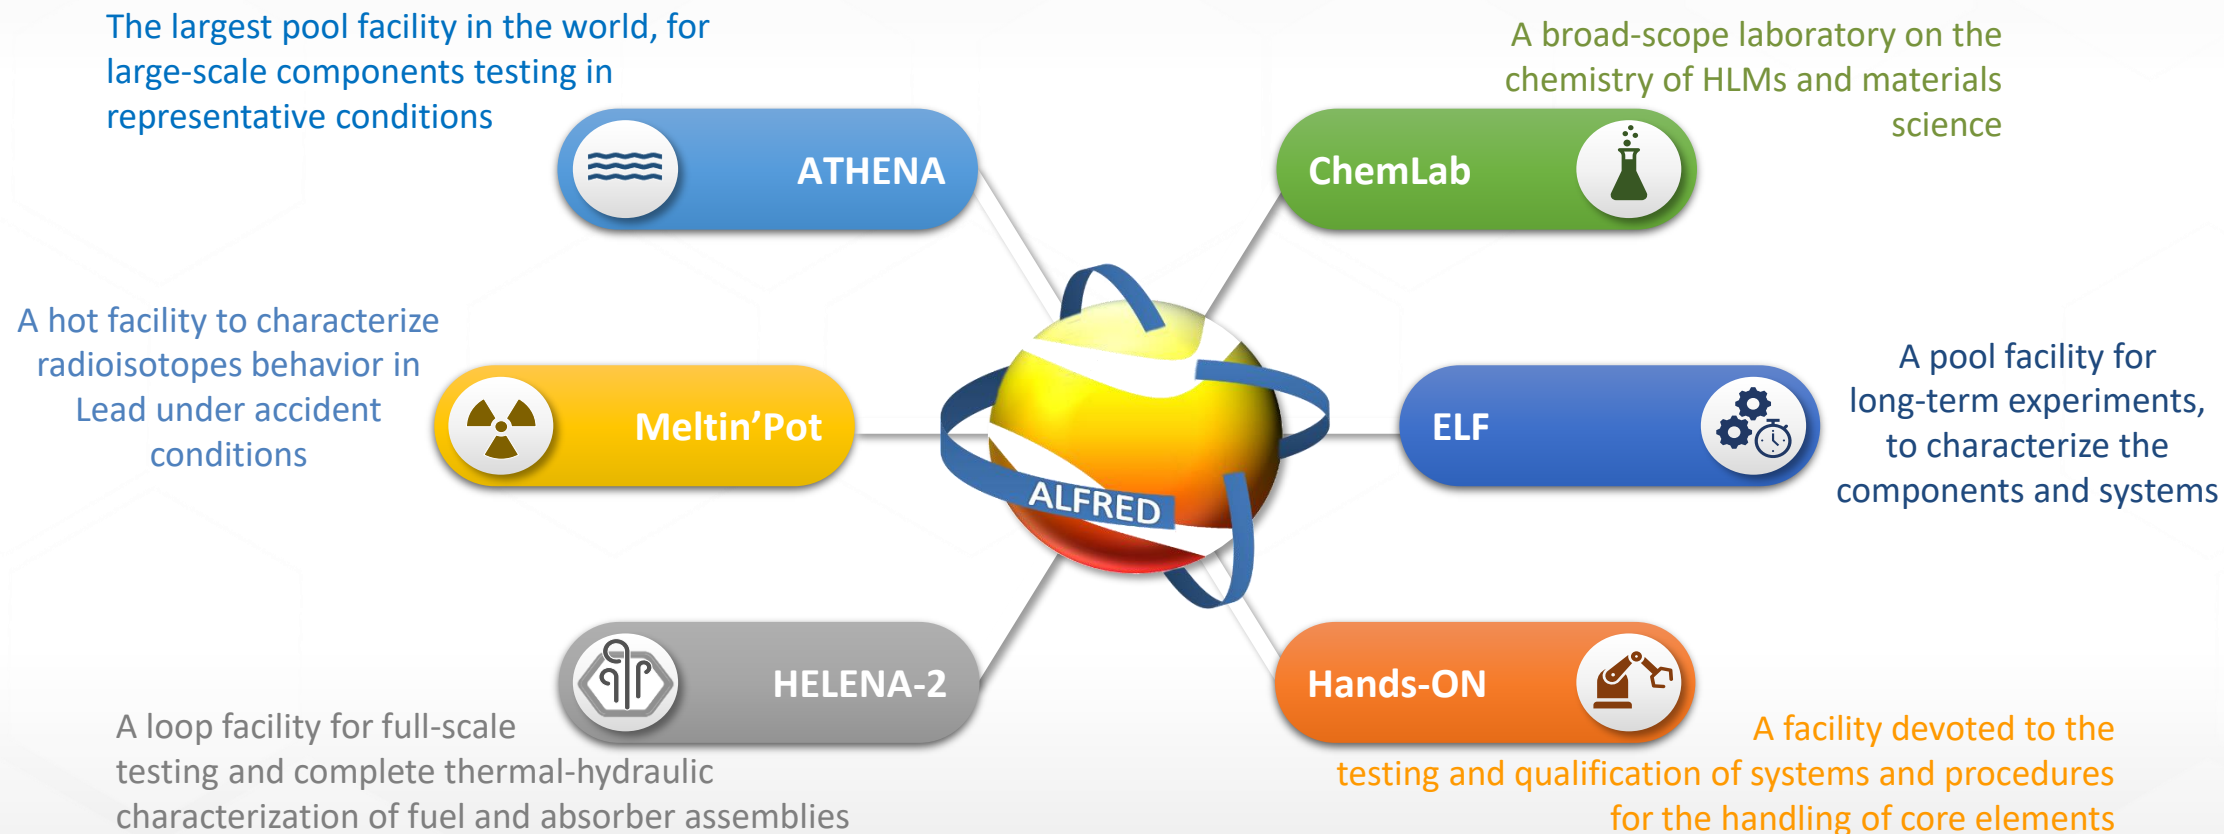 The largest pool facility in the world, for
large-scale components testing in
representative conditions
ATHENA
A broad-scope laboratory on the
chemistry of HLMs and materials
science
ChemLab
A hot facility to characterize
radioisotopes behavior in
Lead under accident
conditions
Meltin’Pot
ALFRED
ELF
A pool facility for
long-term experiments,
to characterize the
components and systems
HELENA-2
A loop facility for full-scale
testing and complete thermal-hydraulic
characterization of fuel and absorber assemblies
Hands-ON
A facility devoted to the
testing and qualification of systems and procedures
for the handling of core elements